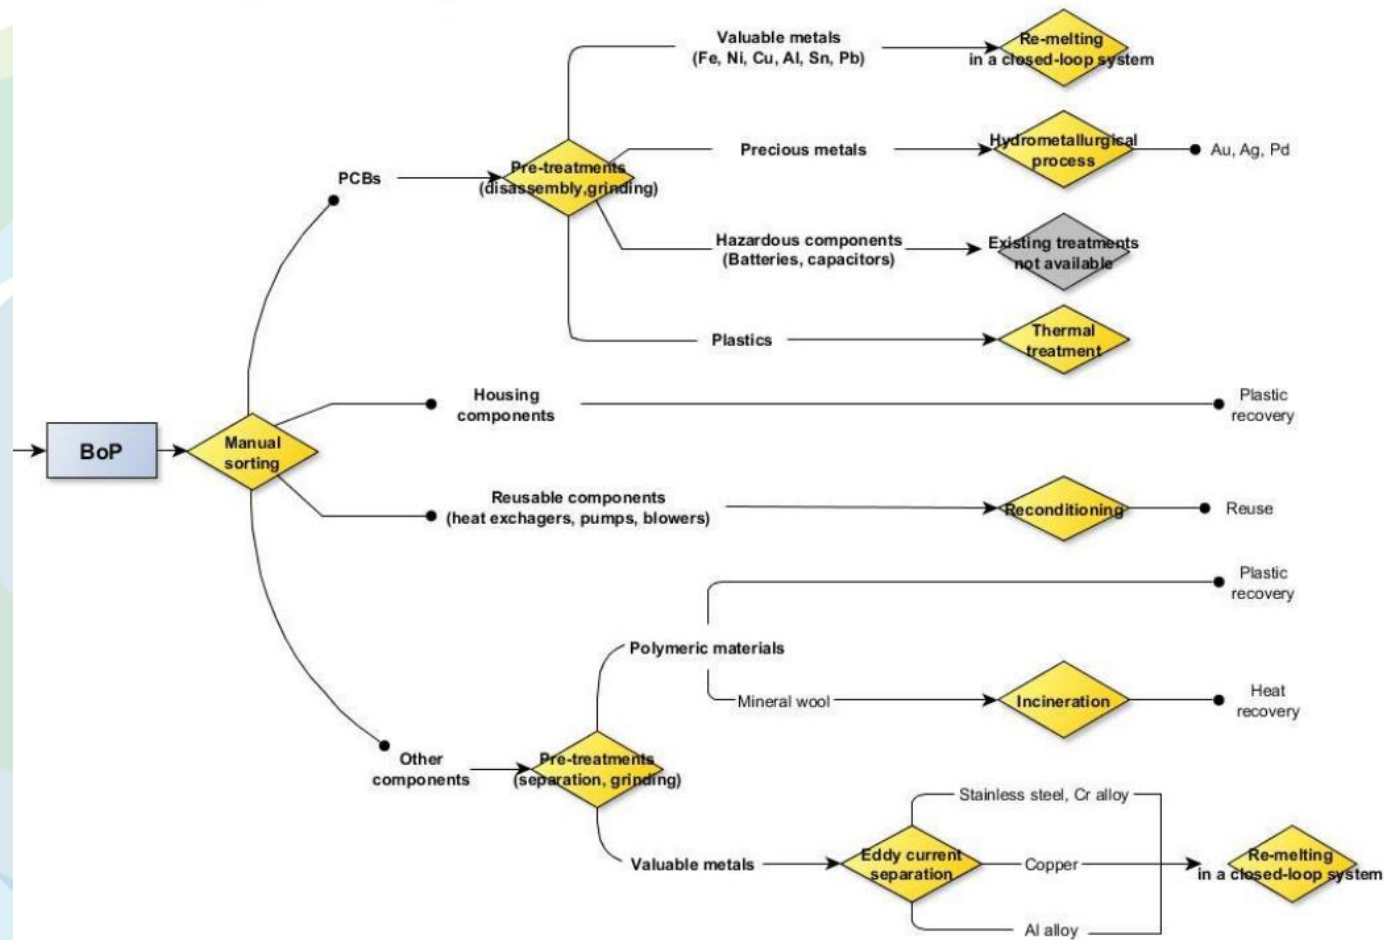 Valuable metals
(Fe, Ni, Cu, Al, Sn, Pb)
Re-melting
in a closed-loop system
Precious metals
Hydrometallurgical
process
Au, Ag, Pd
PCBs
Pre-treatments
(disassembly,grinding)
Hazardous components
(Batteries, capacitors)
Existing treatments
not available
Plastics
Thermal
treatment
Housing
components
Plastic
recovery
BoP
Manual
sorting
Reusable components
(heat exchagers, pumps, blowers)
Reconditioning
Reuse
Plastic
recovery
Polymeric materials
Mineral wool
Incineration
Heat
recovery
Other
components
Pre-treatments
(separation, grinding)
Stainless steel, Cr alloy
Valuable metals
Eddy current
separation
Copper
Re-melting
in a closed-loop system
Al alloy